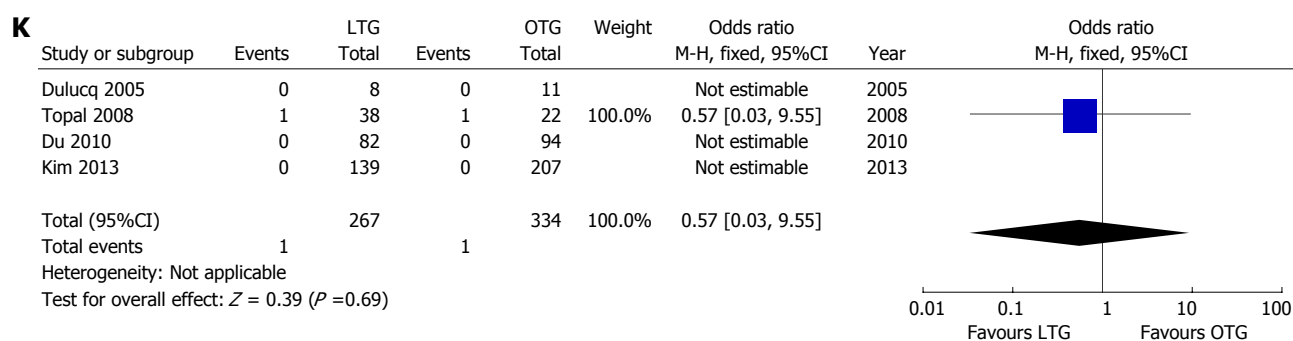 K
LTG OTG Weight Odds ratio Odds ratio
Study or subgroup Events Total Events Total M-H, fixed, 95%CI Year M-H, fixed, 95%CI
Dulucq 2005 0 8 0 11 Not estimable 2005
Topal 2008 1 38 1 22 100.0% 0.57 [0.03, 9.55] 2008
Du 2010 0 82 0 94 Not estimable 2010
Kim 2013 0 139 0 207 Not estimable 2013
Total (95%CI) 267 334 100.0% 0.57 [0.03, 9.55]
Total events 1 1
Heterogeneity: Not applicable
Test for overall effect: Z = 0.39 (P =0.69)
0.01 0.1 1 10 100
Favours LTG Favours OTG